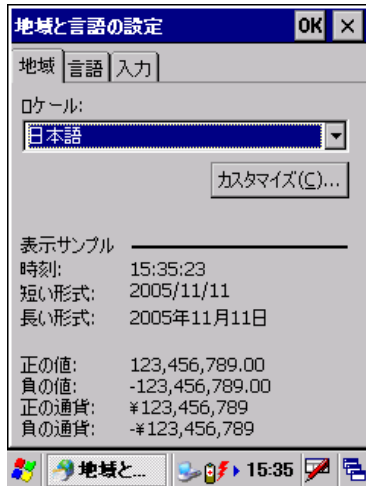 地域と言語の設定 OK ×
地域 言語 入力
ロケール:
日本語
カスタマイズ(C)...
表示サンプル
時刻: 15:35:23
短い形式: 2005/11/11
長い形式: 2005年11月11日
正の値: 123,456,789.00
負の値: -123,456,789.00
正の通貨: ¥123,456,789
負の通貨: -¥123,456,789
地域と... 15:35